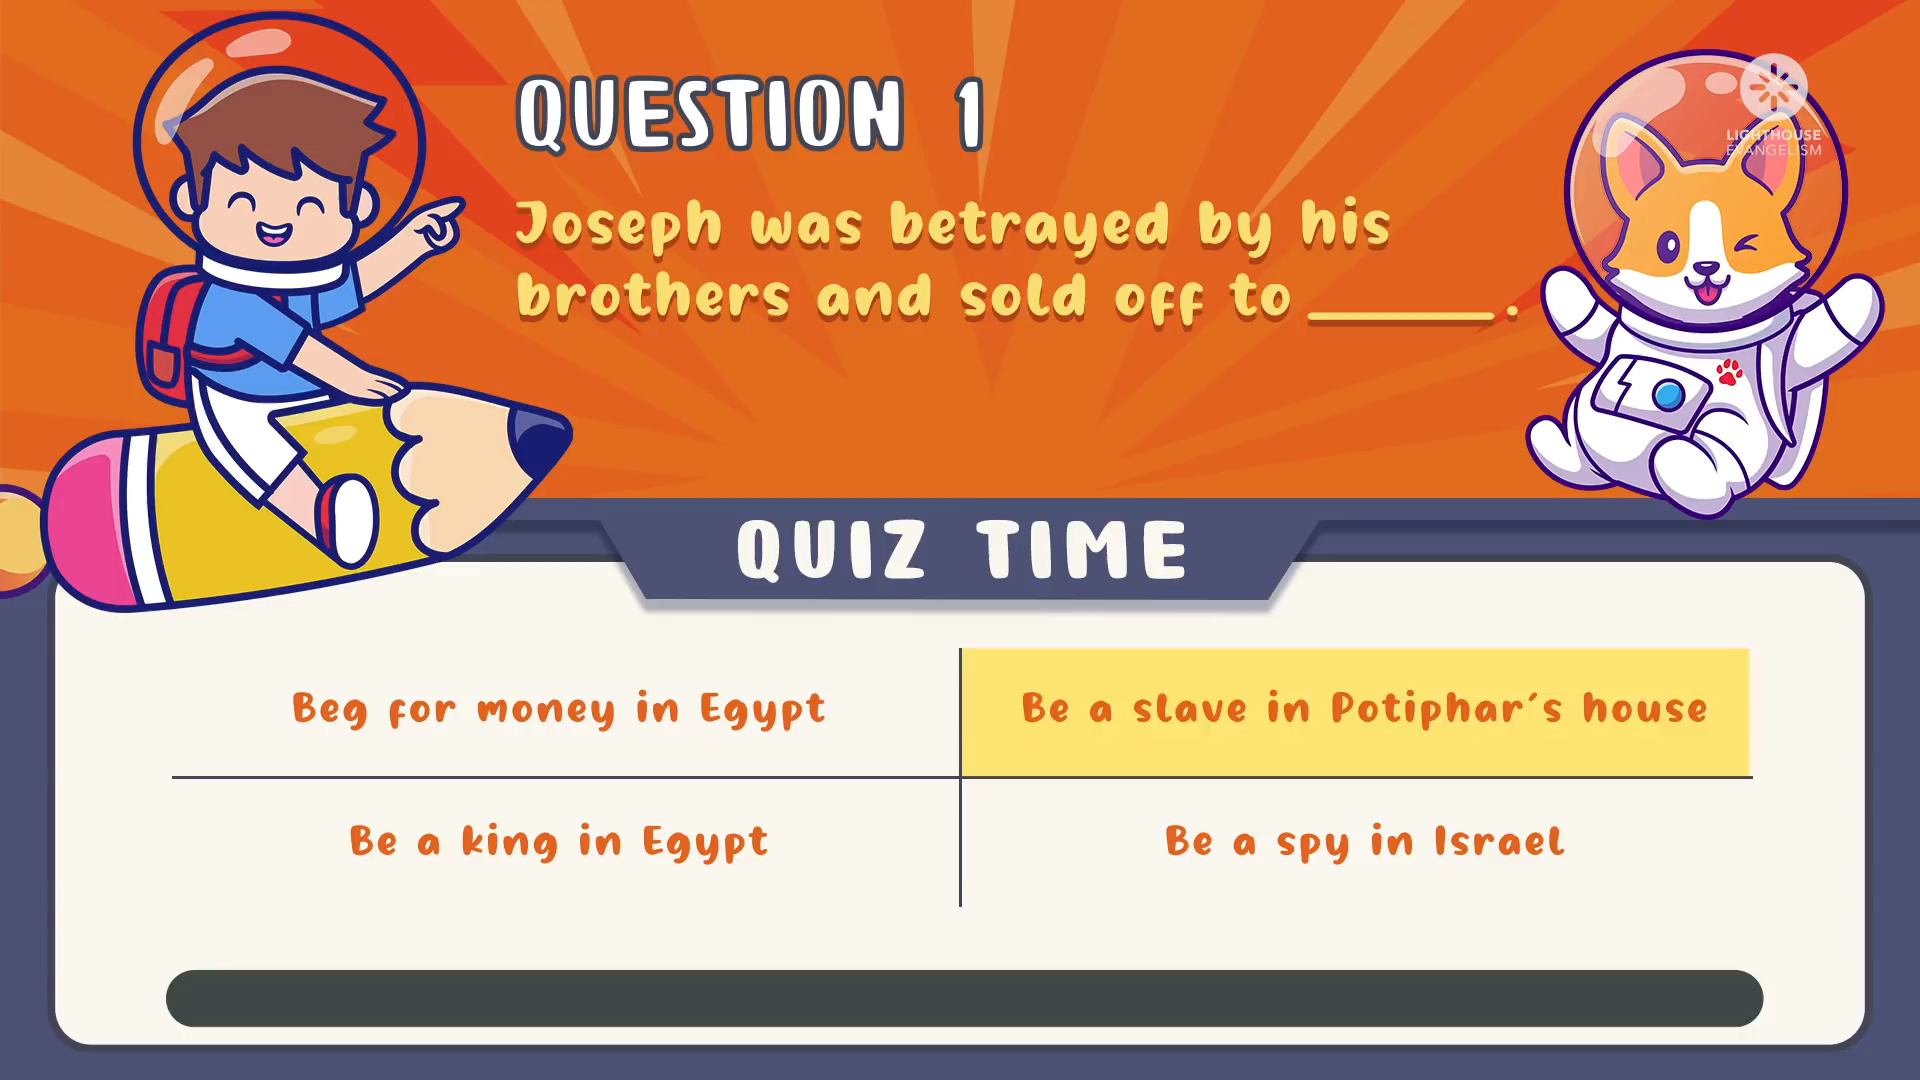 QUESTION 1
LIGHTHOUSE
EVANGELISM
Joseph was betrayed by his
brothers and sold off to ________.
QUIZ TIME
Beg for money in Egypt
Be a slave in Potiphar's house
Be a king in Egypt
Be a spy in Israel